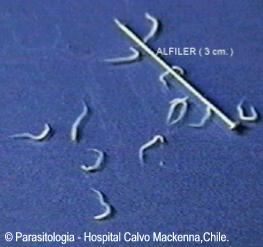 ALFILER ( 3 cm. )
© Parasitologia - Hospital Calvo Mackenna,Chile.